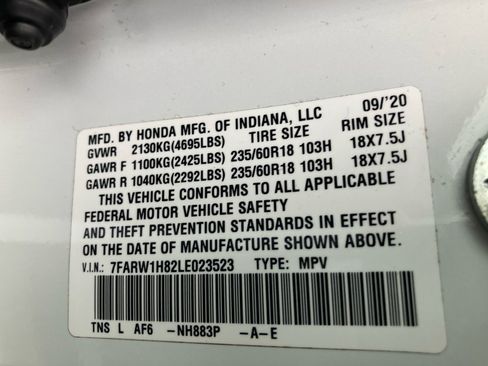 MFD. BY HONDA MFG. OF INDIANA, LLC 09/'20
GVWR 2130KG(4695LBS) TIRE SIZE RIM SIZE
GAWR F 1100KG(2425LBS) 235/60R18 103H 18X7.5J
GAWR R 1040KG(2292LBS) 235/60R18 103H 18X7.5J
THIS VEHICLE CONFORMS TO ALL APPLICABLE
FEDERAL MOTOR VEHICLE SAFETY
AND THEFT PREVENTION STANDARDS IN EFFECT
ON THE DATE OF MANUFACTURE SHOWN ABOVE.
V.I.N.: 7FARW1H82LE023523 TYPE: MPV
TNS L AF6 -NH883P -A-E